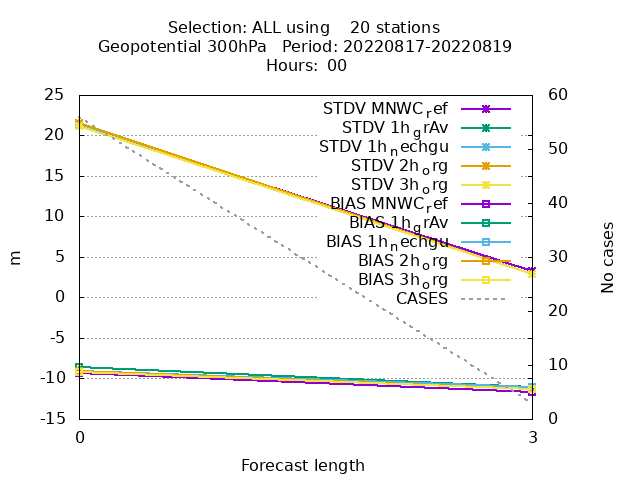 Selection: ALL using 20 stations
Geopotential 300hPa Period: 20220817-20220819
Hours: 00
25
20
15
10
5
0
-5
-10
-15
m
60
50
40
30
20
10
0
No cases
STDV MNWC_ref
STDV 1h_grAv
STDV 1h_nechgu
STDV 2h_org
STDV 3h_org
BIAS MNWC_ref
BIAS 1h_grAv
BIAS 1h_nechgu
BIAS 2h_org
BIAS 3h_org
CASES
0
3
Forecast length